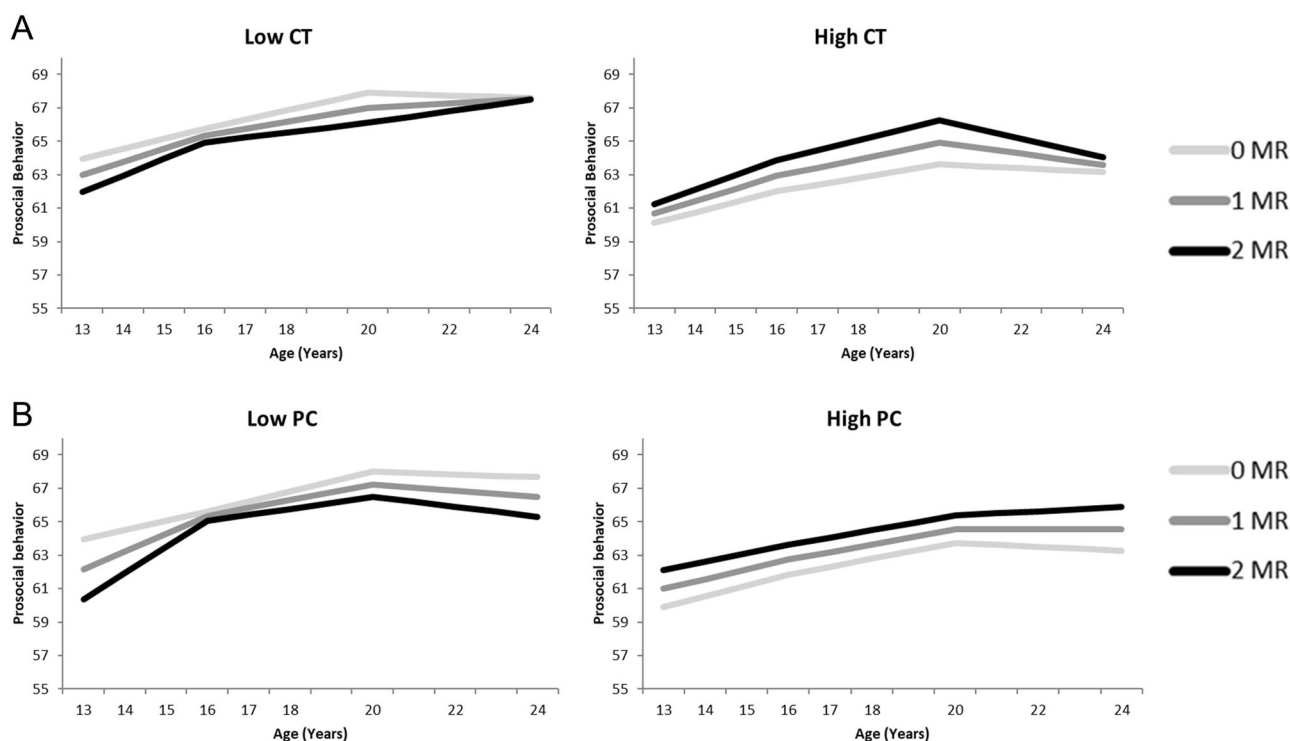 A
Low CT
High CT
69
67
65
63
61
59
57
55
Prosocial Behavior
13 14 15 16 17 18 20 22 24
Age (Years)
69
67
65
63
61
59
57
55
Prosocial Behavior
13 14 15 16 17 18 20 22 24
Age (Years)
0 MR
1 MR
2 MR
B
Low PC
High PC
69
67
65
63
61
59
57
55
Prosocial behavior
13 14 15 16 17 18 20 22 24
Age (Years)
69
67
65
63
61
59
57
55
Prosocial behavior
13 14 15 16 17 18 20 22 24
Age (Years)
0 MR
1 MR
2 MR